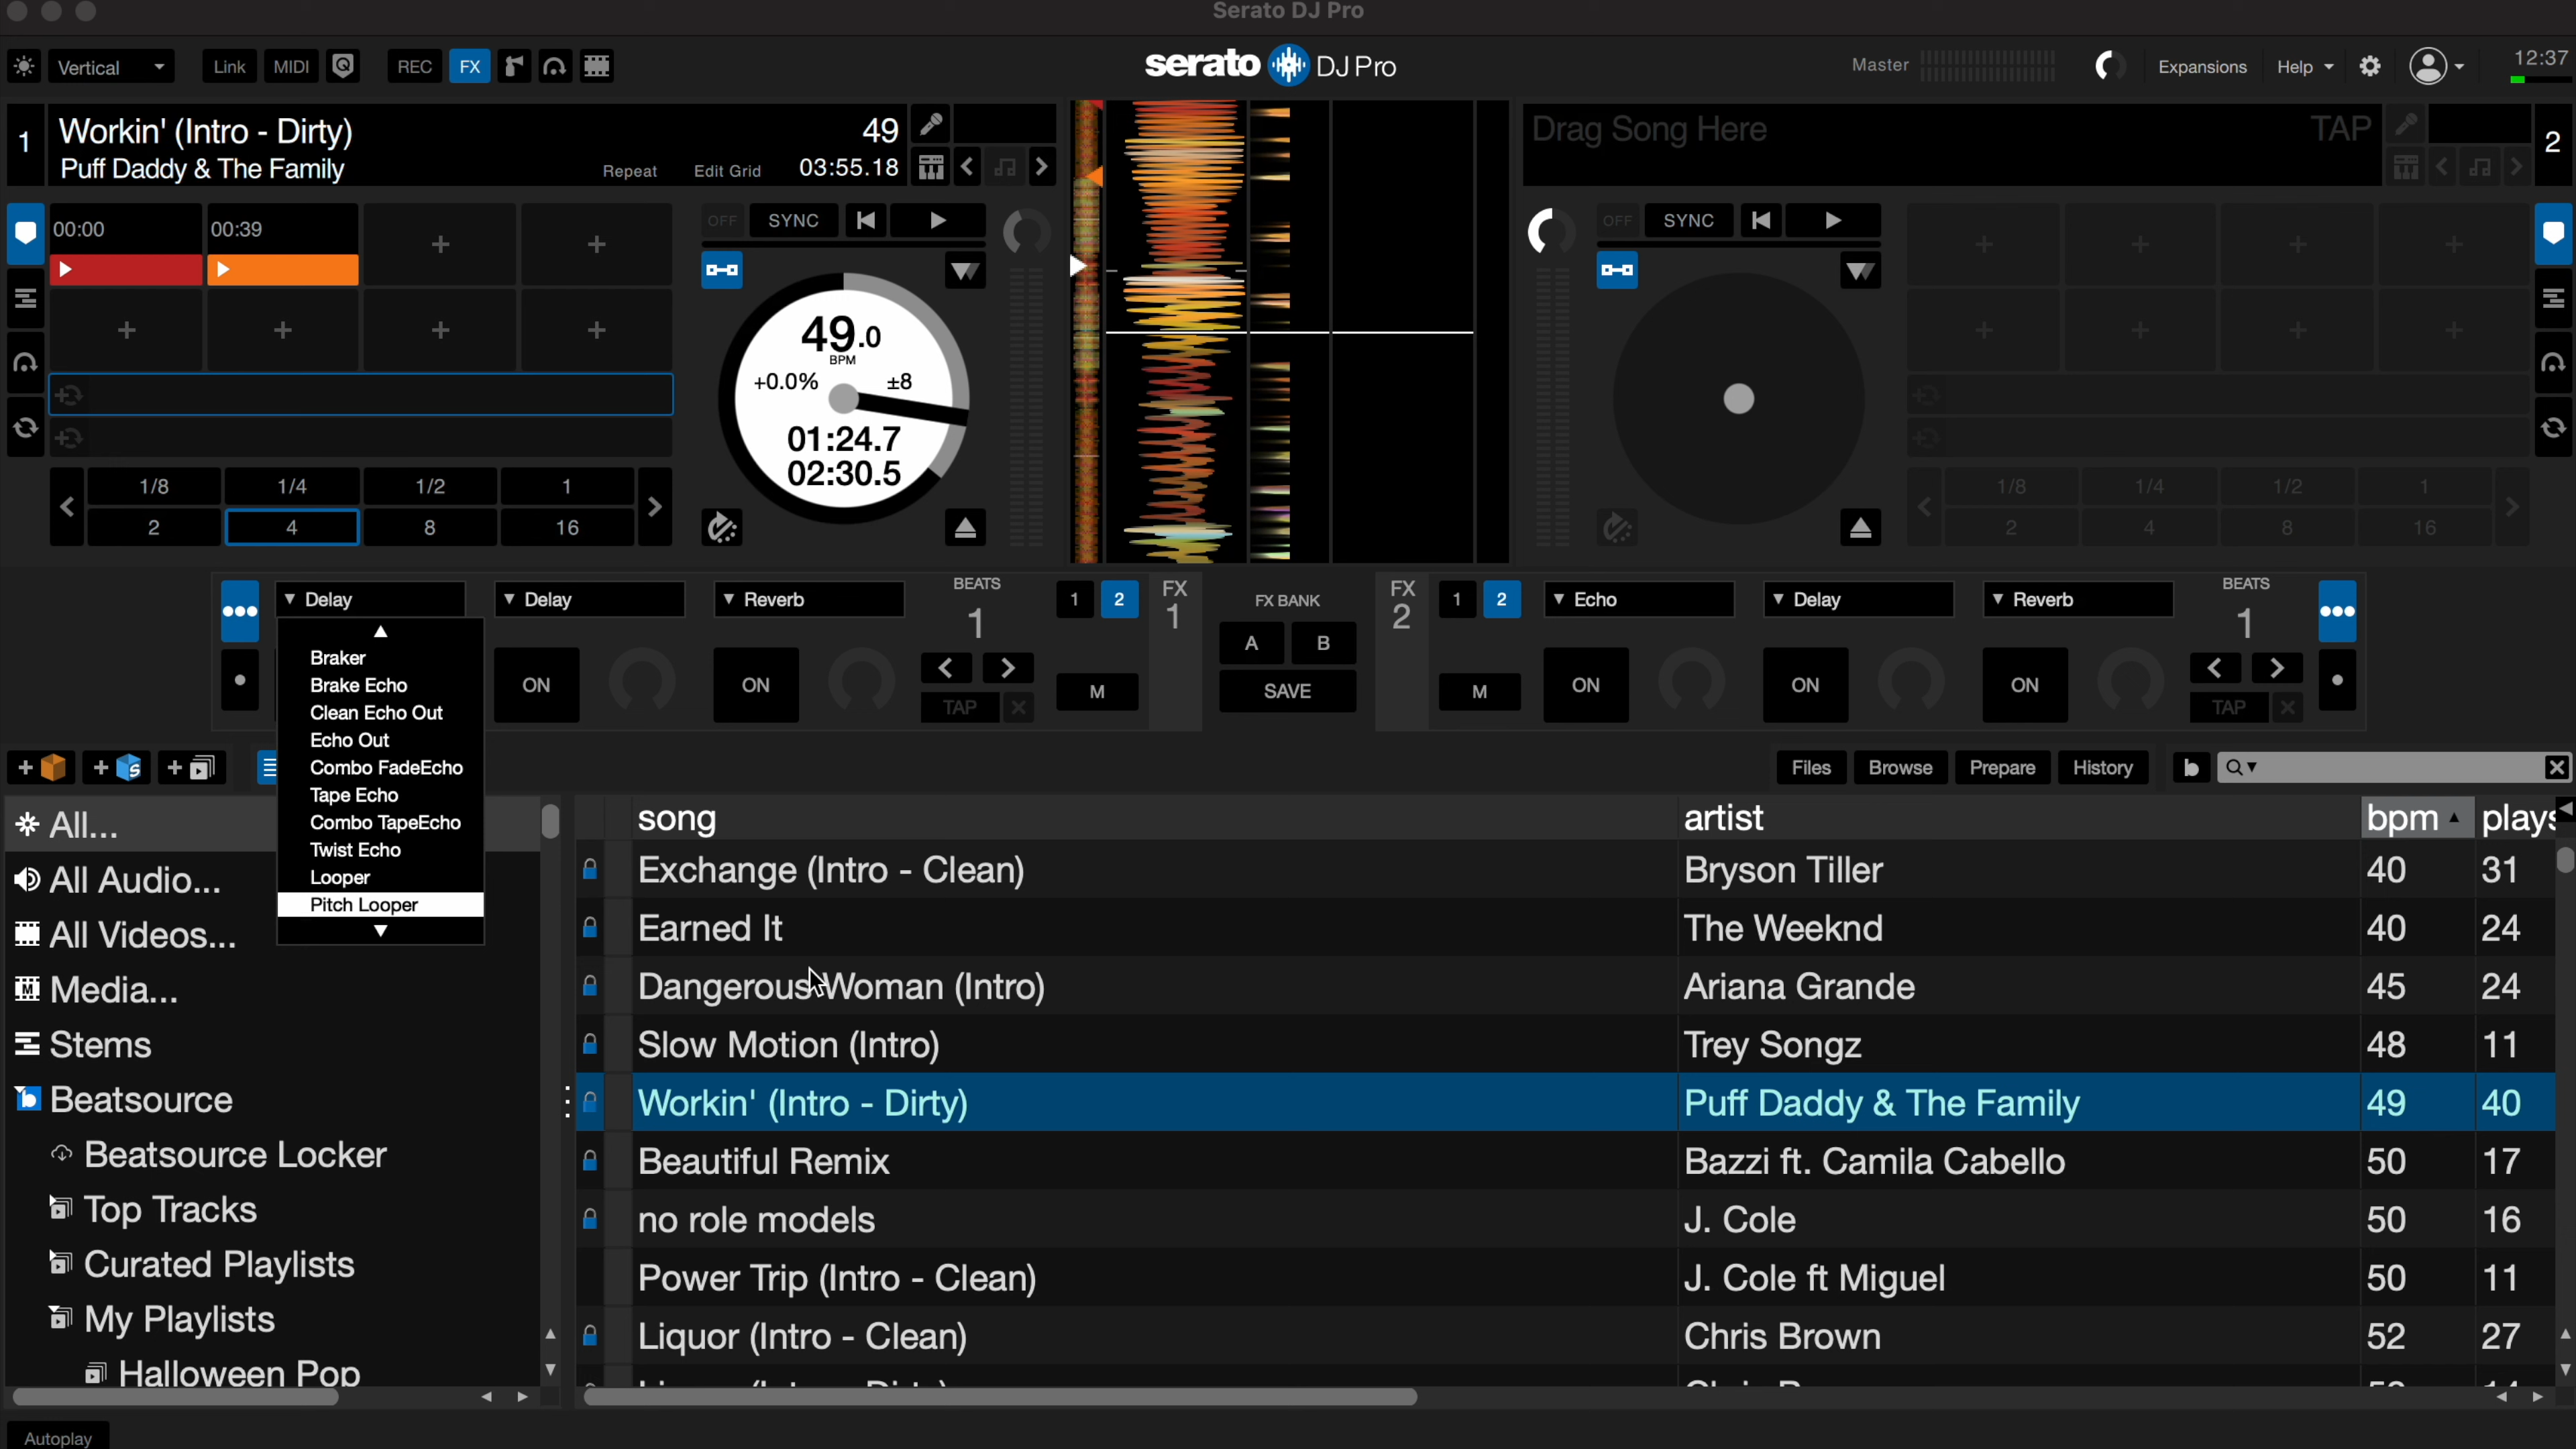 Serato DJ Pro
Vertical Link MIDI REC FX
serato DJ Pro
Master Expansions Help 12:37
1 Workin' (Intro - Dirty) 49
Puff Daddy & The Family Repeat Edit Grid 03:55.18
Drag Song Here TAP 2
00:00 00:39
OFF SYNC
OFF SYNC
49.0
BPM
+0.0% ±8
01:24.7
02:30.5
1/8 1/4 1/2 1
2 4 8 16
1/8 1/4 1/2 1
2 4 8 16
Delay Delay Reverb BEATS 1 1 2 FX 1
ON ON TAP M
FX BANK
A B
SAVE
FX 2 1 2 Echo Delay Reverb BEATS 1
M ON ON ON TAP
Braker
Brake Echo
Clean Echo Out
Echo Out
Combo FadeEcho
Tape Echo
Combo TapeEcho
Twist Echo
Looper
Pitch Looper
Files Browse Prepare History
All...
All Audio...
All Videos...
Media...
Stems
Beatsource
Beatsource Locker
Top Tracks
Curated Playlists
My Playlists
Halloween Pop
song artist bpm plays
Exchange (Intro - Clean) Bryson Tiller 40 31
Earned It The Weeknd 40 24
Dangerous Woman (Intro) Ariana Grande 45 24
Slow Motion (Intro) Trey Songz 48 11
Workin' (Intro - Dirty) Puff Daddy & The Family 49 40
Beautiful Remix Bazzi ft. Camila Cabello 50 17
no role models J. Cole 50 16
Power Trip (Intro - Clean) J. Cole ft Miguel 50 11
Liquor (Intro - Clean) Chris Brown 52 27
Autoplay